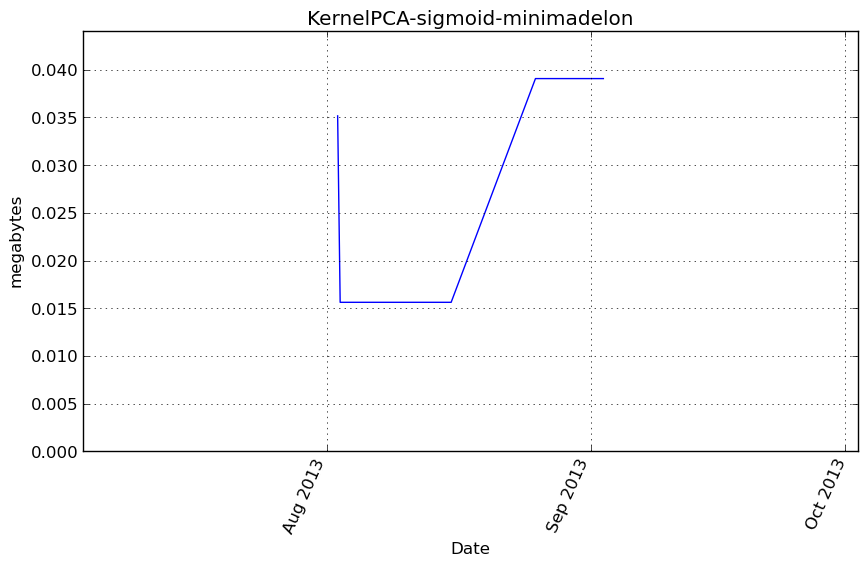 KernelPCA-sigmoid-minimadelon
0.040
0.035
0.030
0.025
0.020
0.015
0.010
0.005
0.000
megabytes
Aug 2013
Sep 2013
Oct 2013
Date